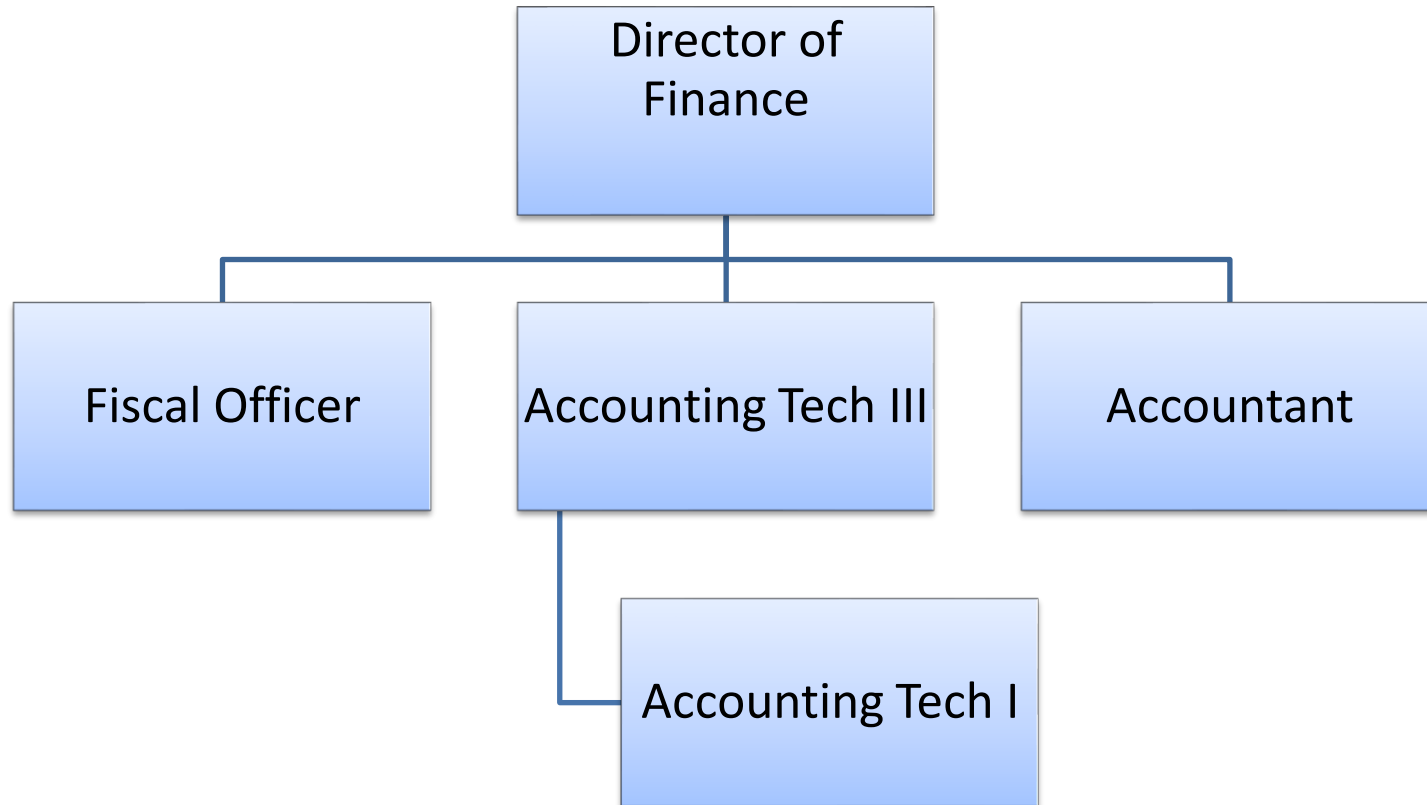 Director of
Finance
Fiscal Officer
Accounting Tech III
Accountant
Accounting Tech I